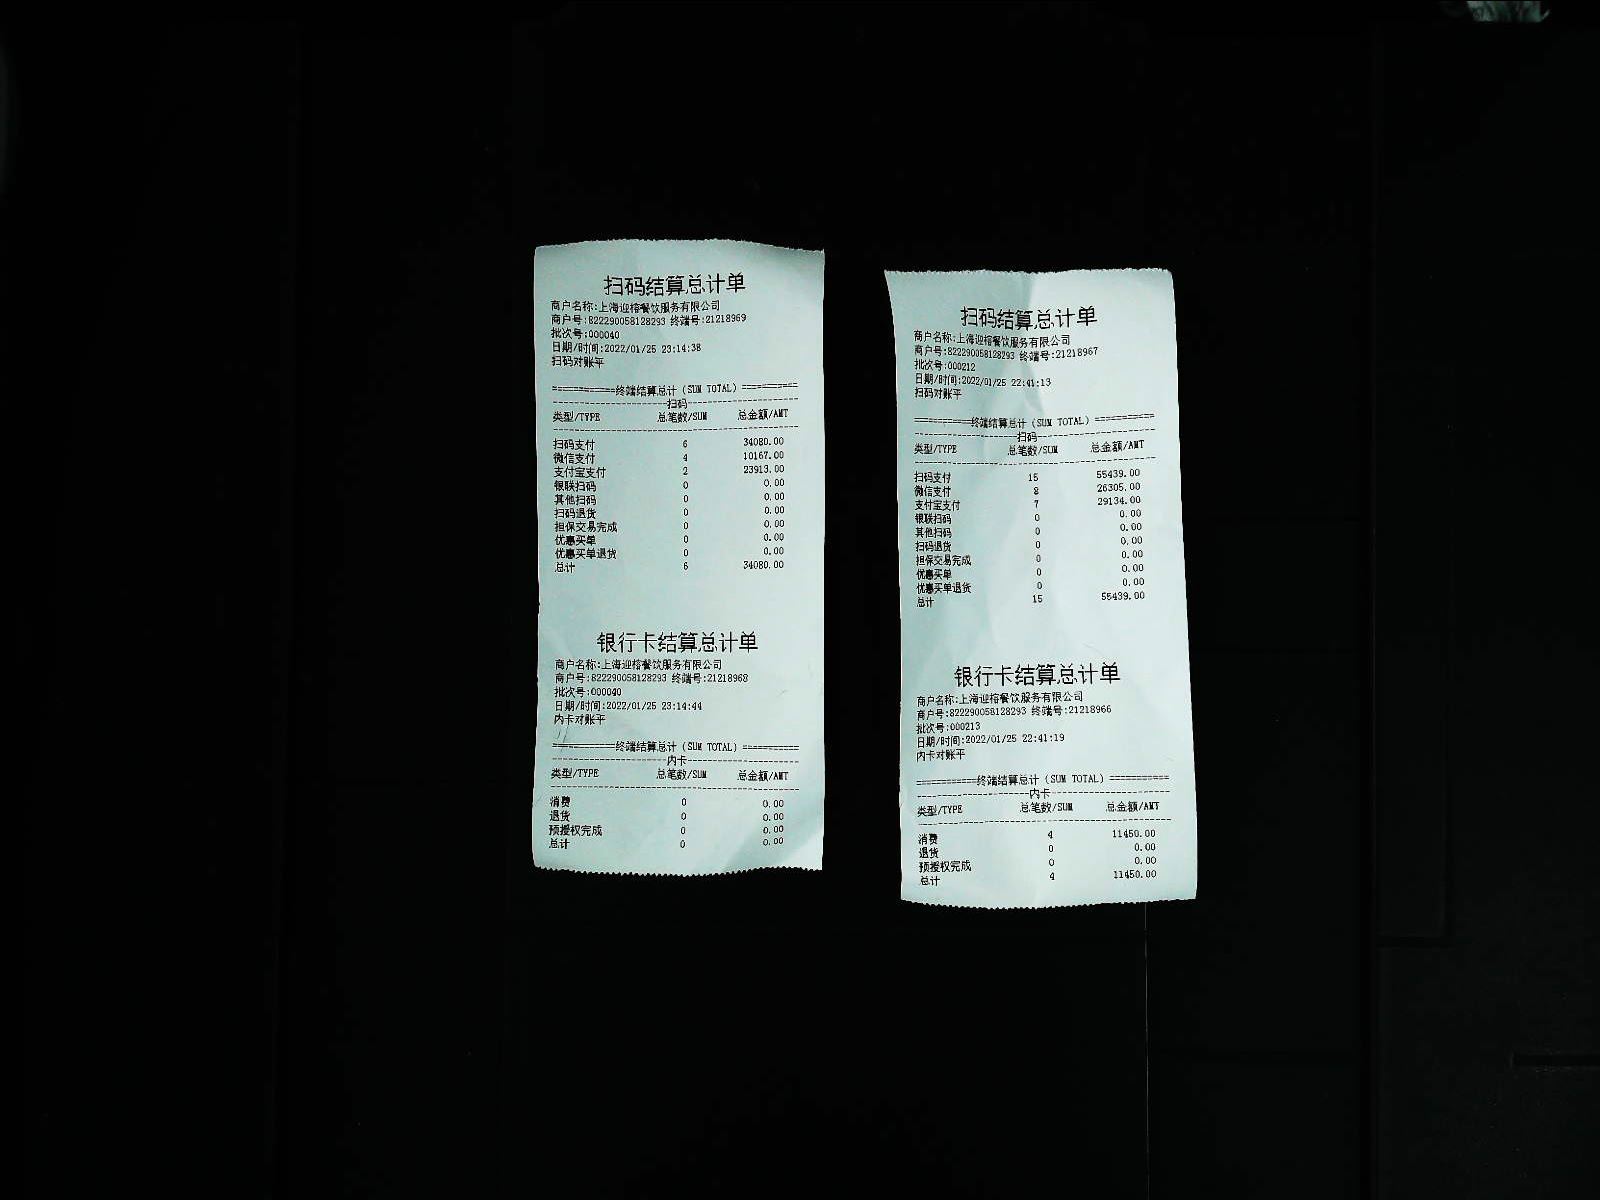 扫码结算总计单
商户名称:上海迎榕餐饮服务有限公司
商户号:822290058128293 终端号:21218969
批次号:000040
日期/时间:2022/01/25 23:14:38
扫码对账平
============终端结算总计(SUM TOTAL)===========
----------------------扫码---------------------
类型/TYPE 总笔数/SUM 总金额/AMT
扫码支付 6 34080.00
微信支付 4 10167.00
支付宝支付 2 23913.00
银联扫码 0 0.00
其他扫码 0 0.00
扫码退货 0 0.00
担保交易完成 0 0.00
优惠买单 0 0.00
优惠买单退货 0 0.00
总计 6 34080.00
银行卡结算总计单
商户名称:上海迎榕餐饮服务有限公司
商户号:822290058128293 终端号:21218968
批次号:000040
日期/时间:2022/01/25 23:14:44
内卡对账平
============终端结算总计(SUM TOTAL)===========
----------------------内卡---------------------
类型/TYPE 总笔数/SUM 总金额/AMT
消费 0 0.00
退货 0 0.00
预授权完成 0 0.00
总计 0 0.00
扫码结算总计单
商户名称:上海迎榕餐饮服务有限公司
商户号:822290058128293 终端号:21218967
批次号:000212
日期/时间:2022/01/25 22:41:13
扫码对账平
===========终端结算总计(SUM TOTAL)===========
--------------------扫码---------------------
类型/TYPE 总笔数/SUM 总金额/AMT
扫码支付 15 55439.00
微信支付 8 26305.00
支付宝支付 7 29134.00
银联扫码 0 0.00
其他扫码 0 0.00
扫码退货 0 0.00
担保交易完成 0 0.00
优惠买单 0 0.00
优惠买单退货 0 0.00
总计 15 55439.00
银行卡结算总计单
商户名称:上海迎榕餐饮服务有限公司
商户号:822290058128293 终端号:21218966
批次号:000213
日期/时间:2022/01/25 22:41:19
内卡对账平
===========终端结算总计(SUM TOTAL)===========
---------------------内卡---------------------
类型/TYPE 总笔数/SUM 总金额/AMT
消费 4 11450.00
退货 0 0.00
预授权完成 0 0.00
总计 4 11450.00